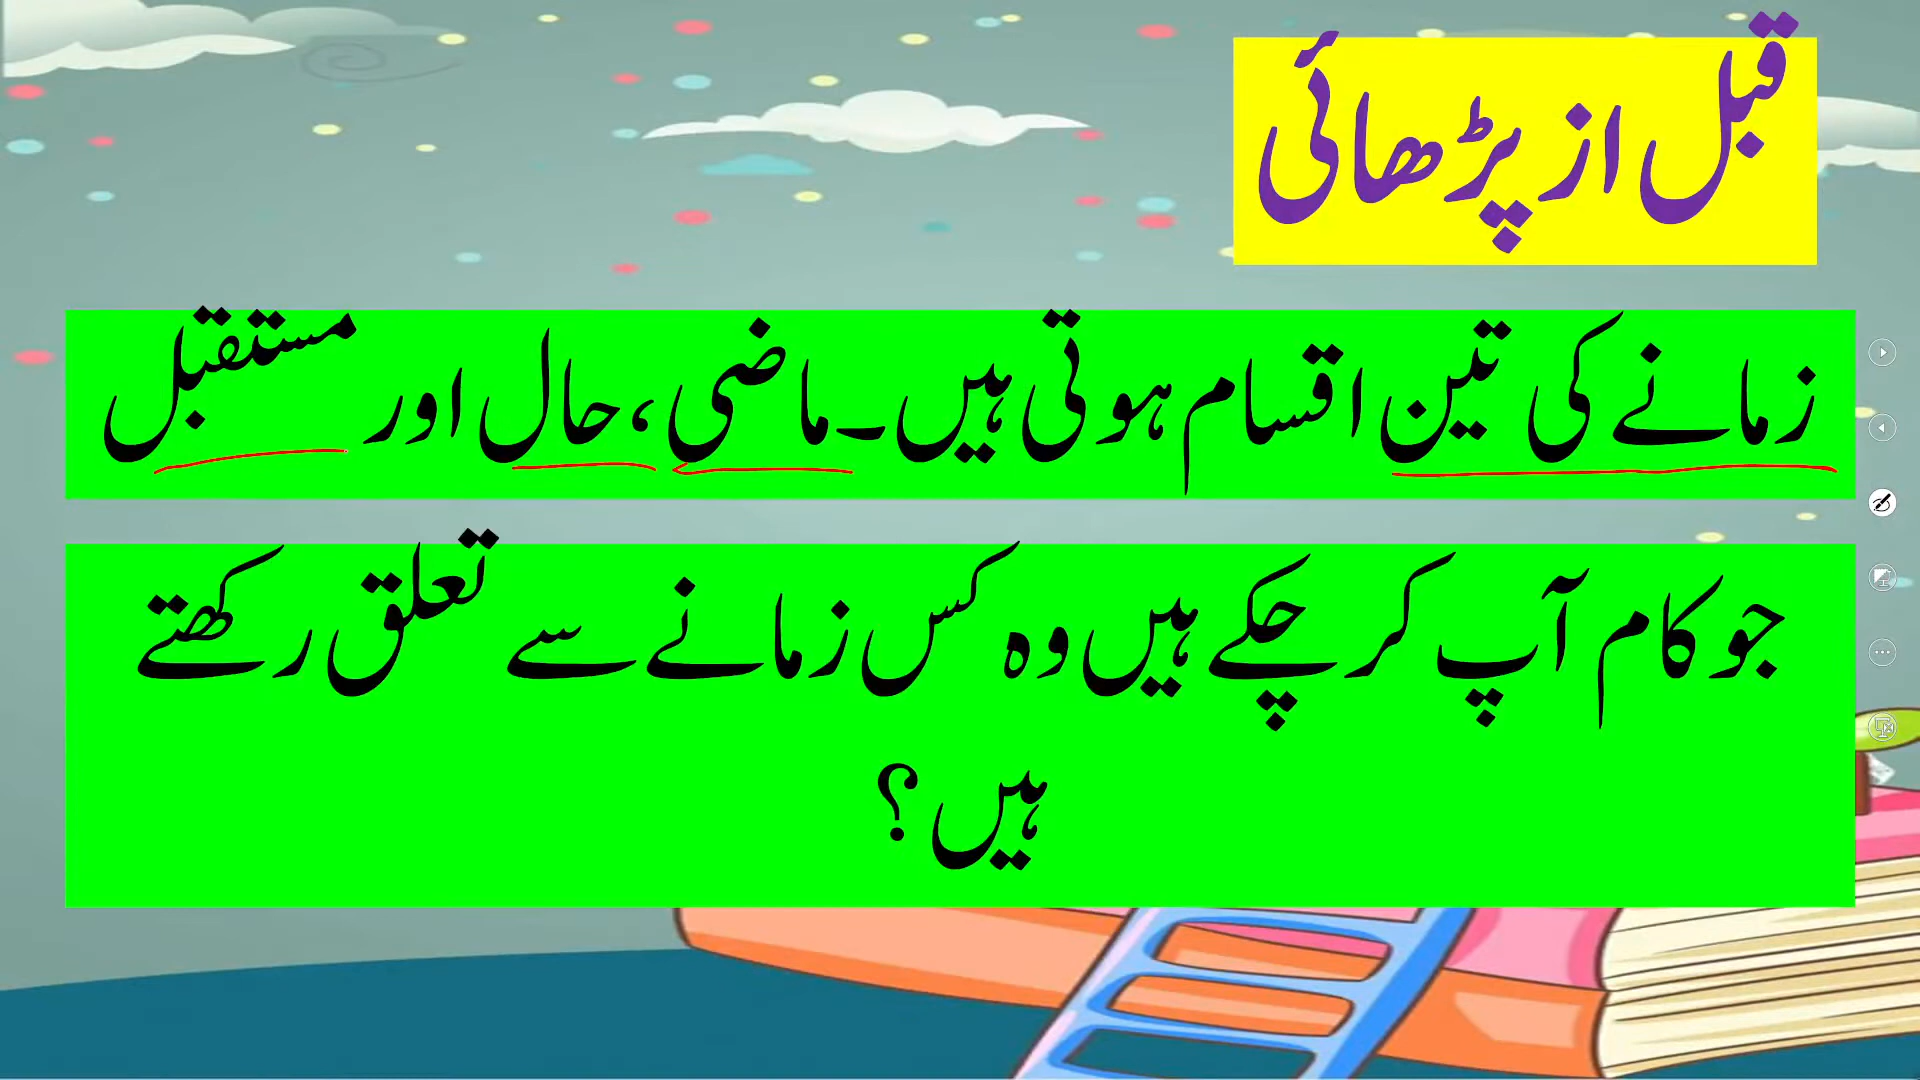 قبل از پڑھائی
زمانے کی تین اقسام ہوتی ہیں۔ماضی،حال اور مستقبل
جو کام آپ کر چکے ہیں وہ کس زمانے سے تعلق رکھتے
ہیں؟